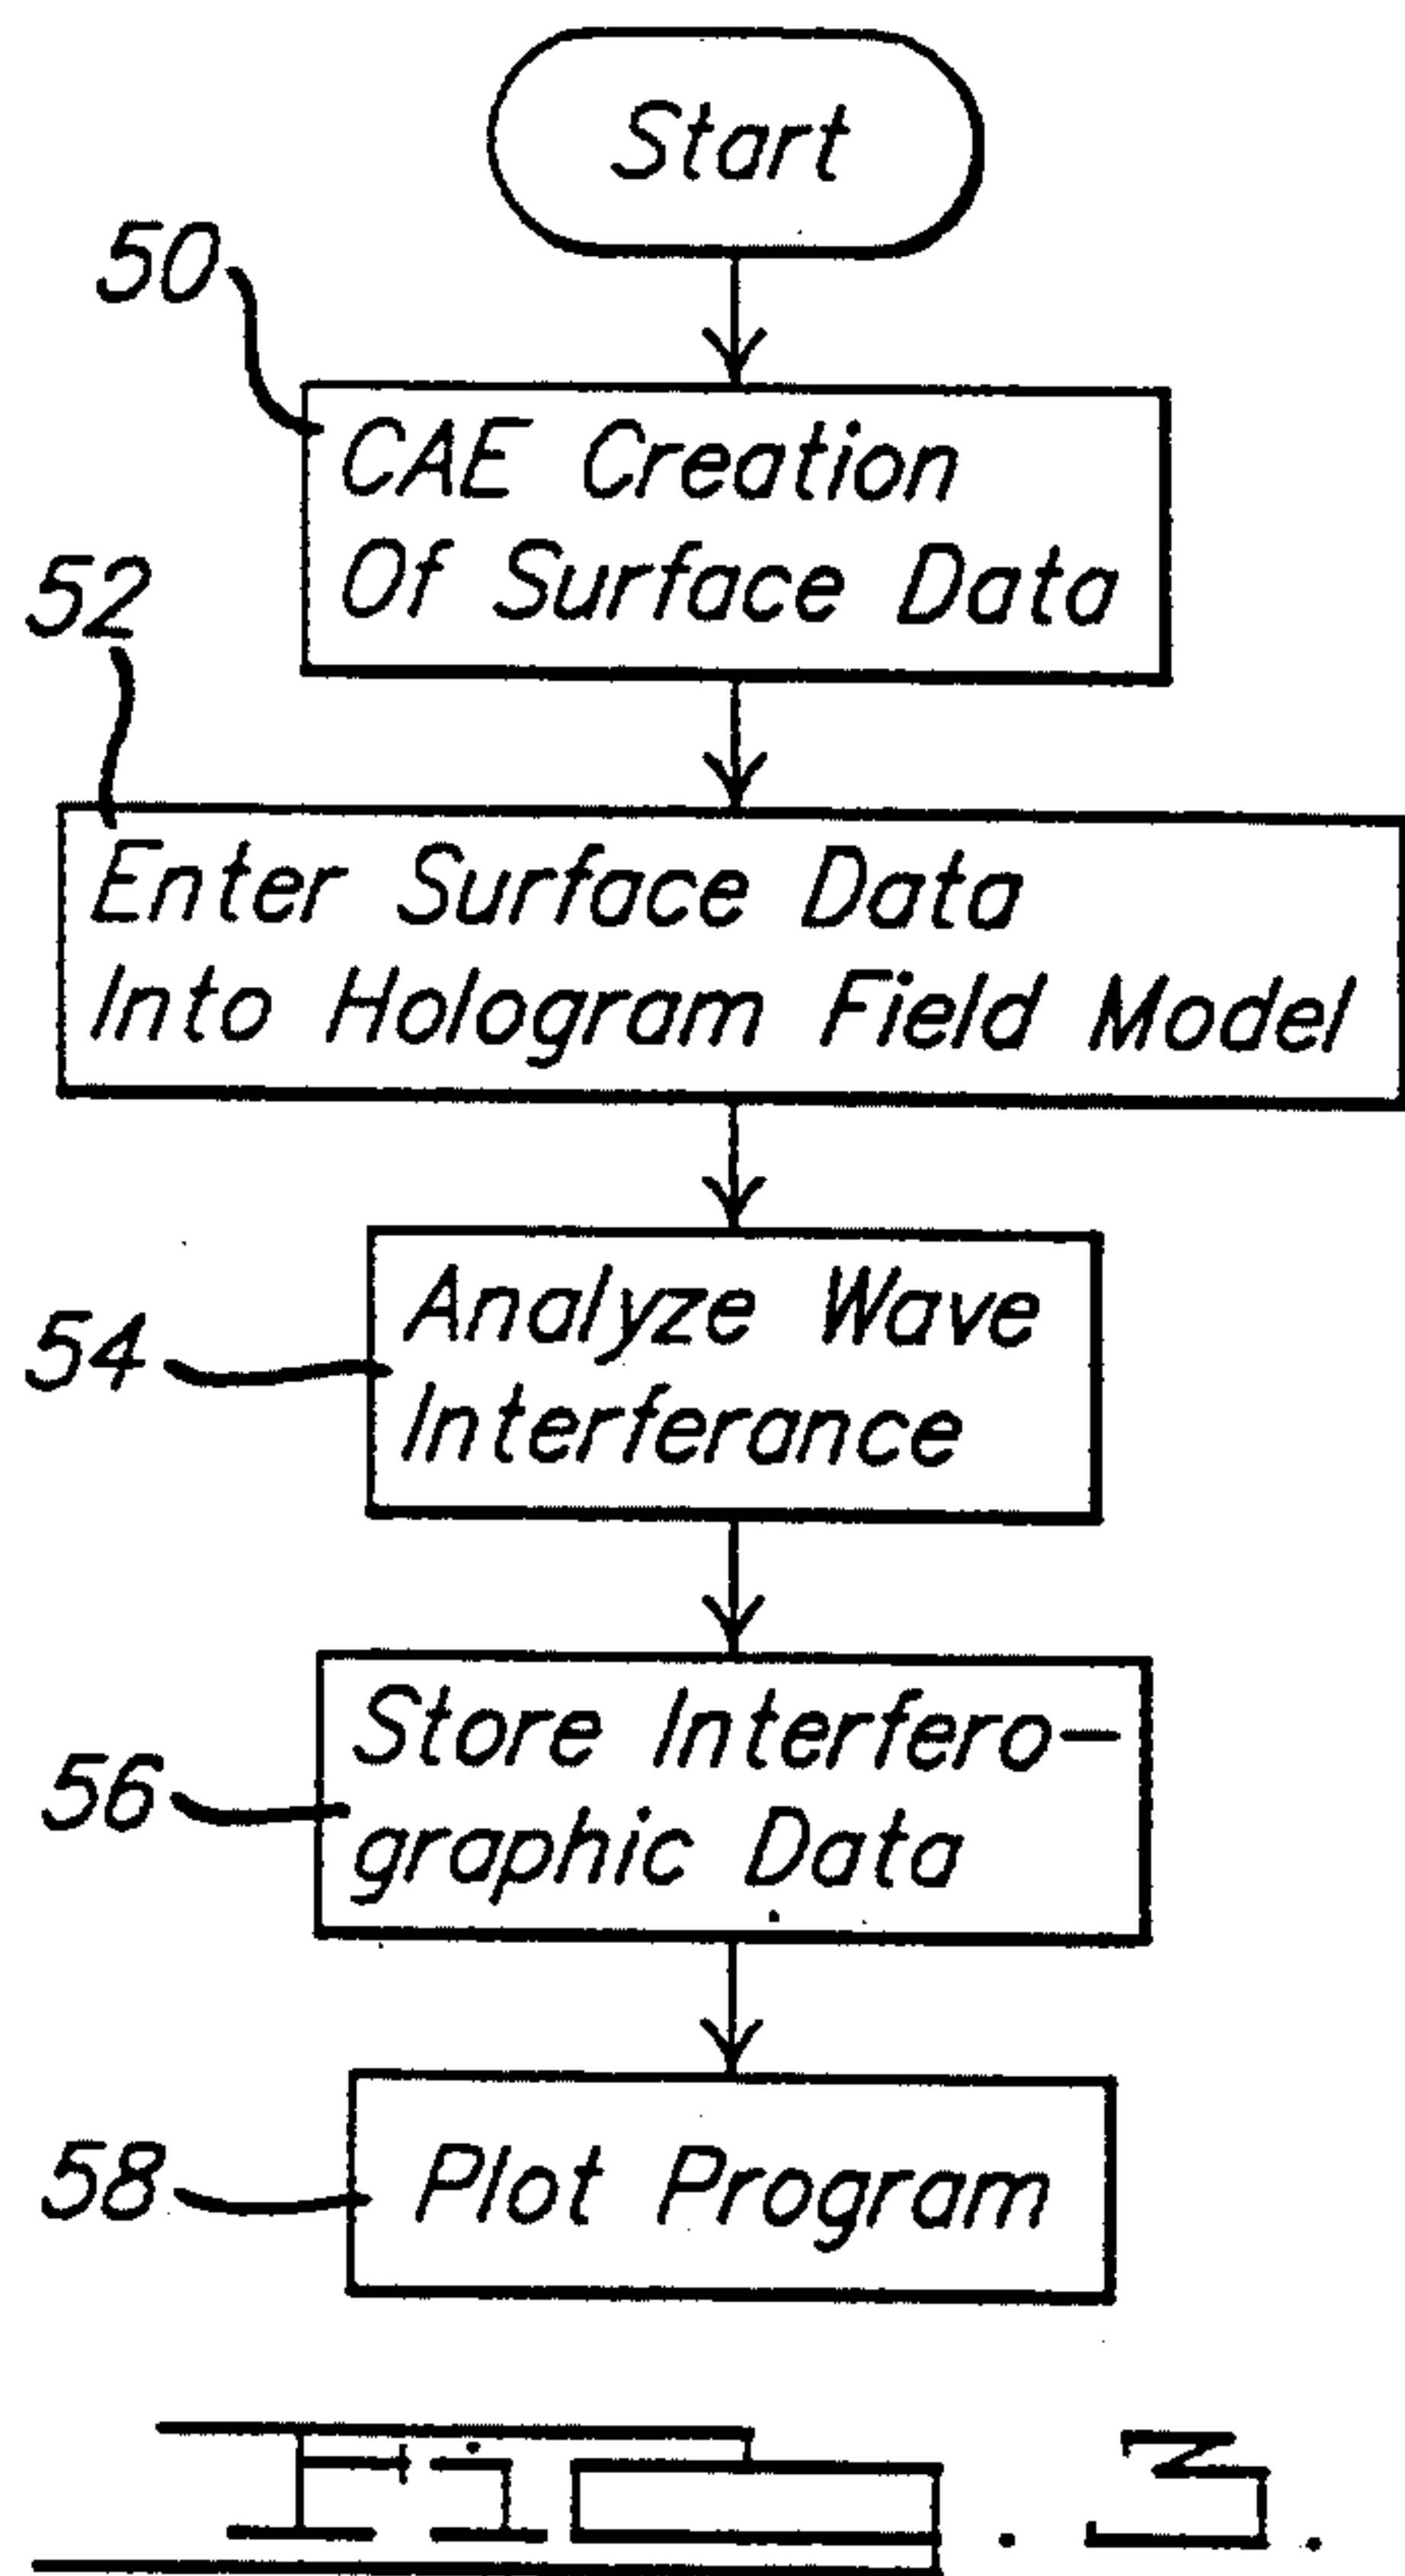 Start
50
CAE Creation
Of Surface Data
52
Enter Surface Data
Into Hologram Field Model
54
Analyze Wave
Interferance
56
Store Interfero-
graphic Data
58
Plot Program
Fig. 3.